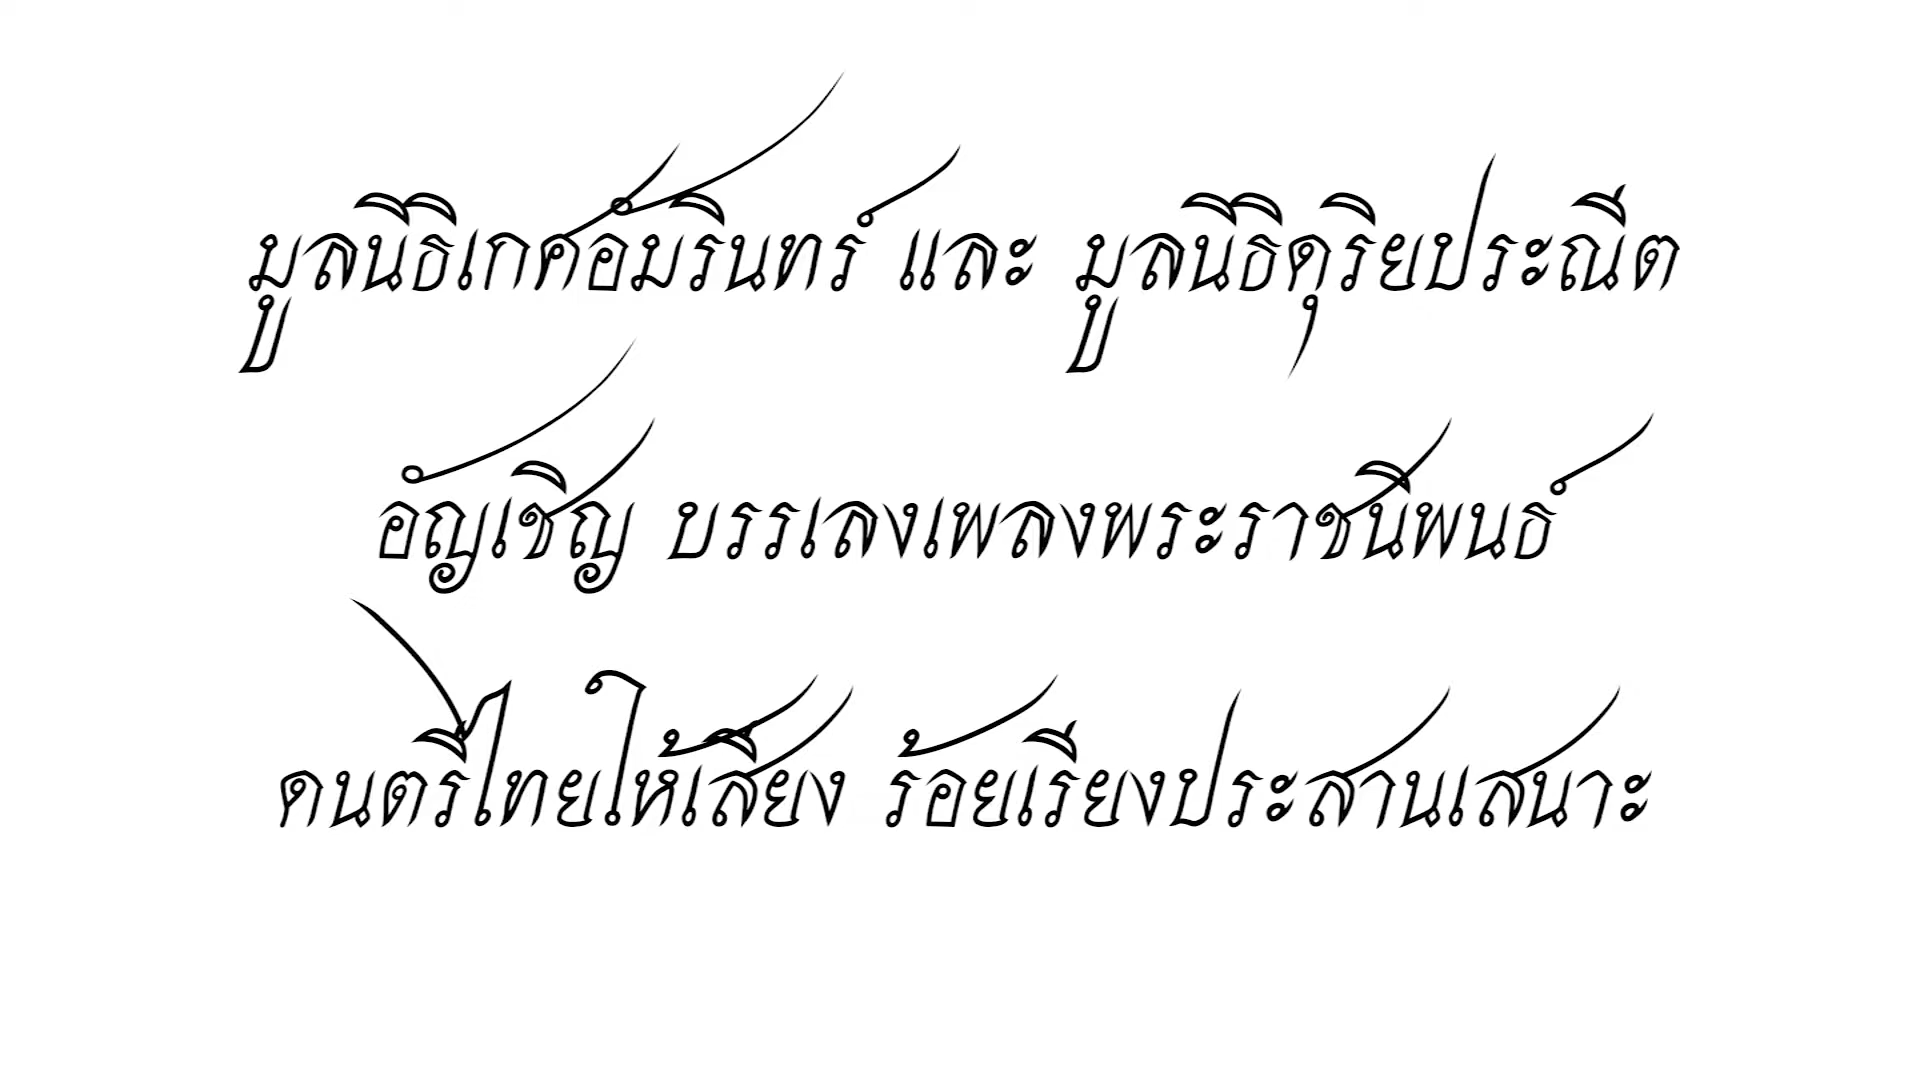 มูลนิธิเกศอัมรินทร์ และ มูลนิธิดุริยประณีต
อัญเชิญ บรรเลงเพลงพระราชนิพนธ์
ดนตรีไทยให้เสียง ร้อยเรียงประสานเสนาะ